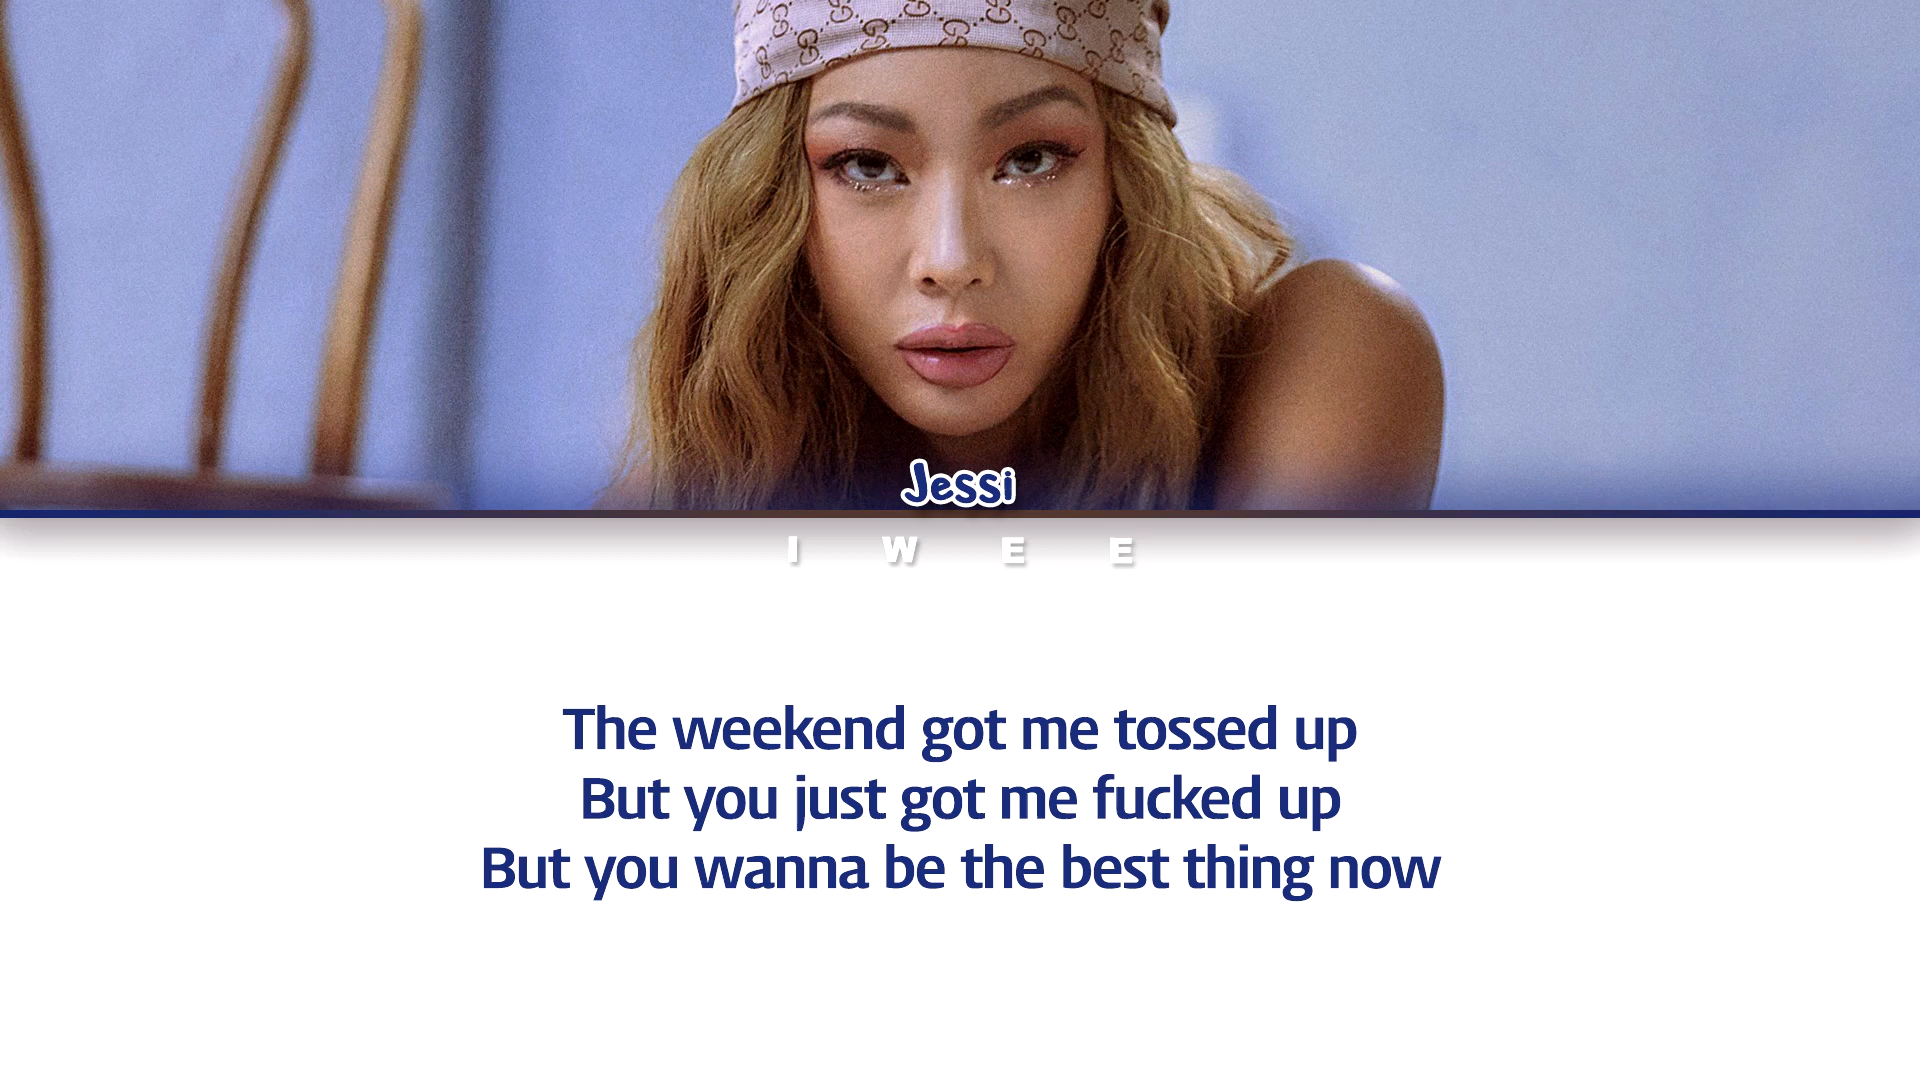 Jessi
I W E E
The weekend got me tossed up
But you just got me fucked up
But you wanna be the best thing now